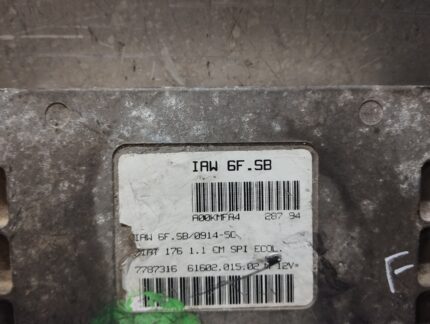 IAW 6F.SB
A00KMFA4 287 94
IAW 6F.SB/0914-SC
FIAT 176 1.1 CM SPI ECOL.
7787316 61602.015.02 12V=
F